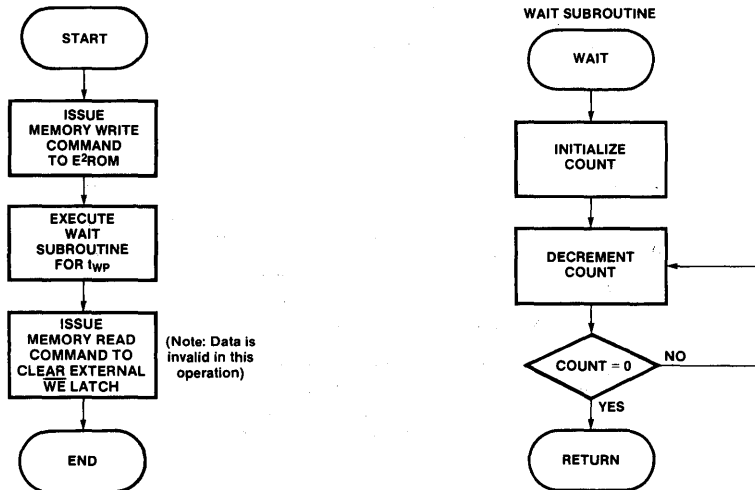 START
ISSUE
MEMORY WRITE
COMMAND
TO E²ROM
EXECUTE
WAIT
SUBROUTINE
FOR tWP
ISSUE
MEMORY READ
COMMAND TO
CLEAR EXTERNAL
W̅E̅ LATCH
(Note: Data is
invalid in this
operation)
END
WAIT SUBROUTINE
WAIT
INITIALIZE
COUNT
DECREMENT
COUNT
COUNT = 0
NO
YES
RETURN